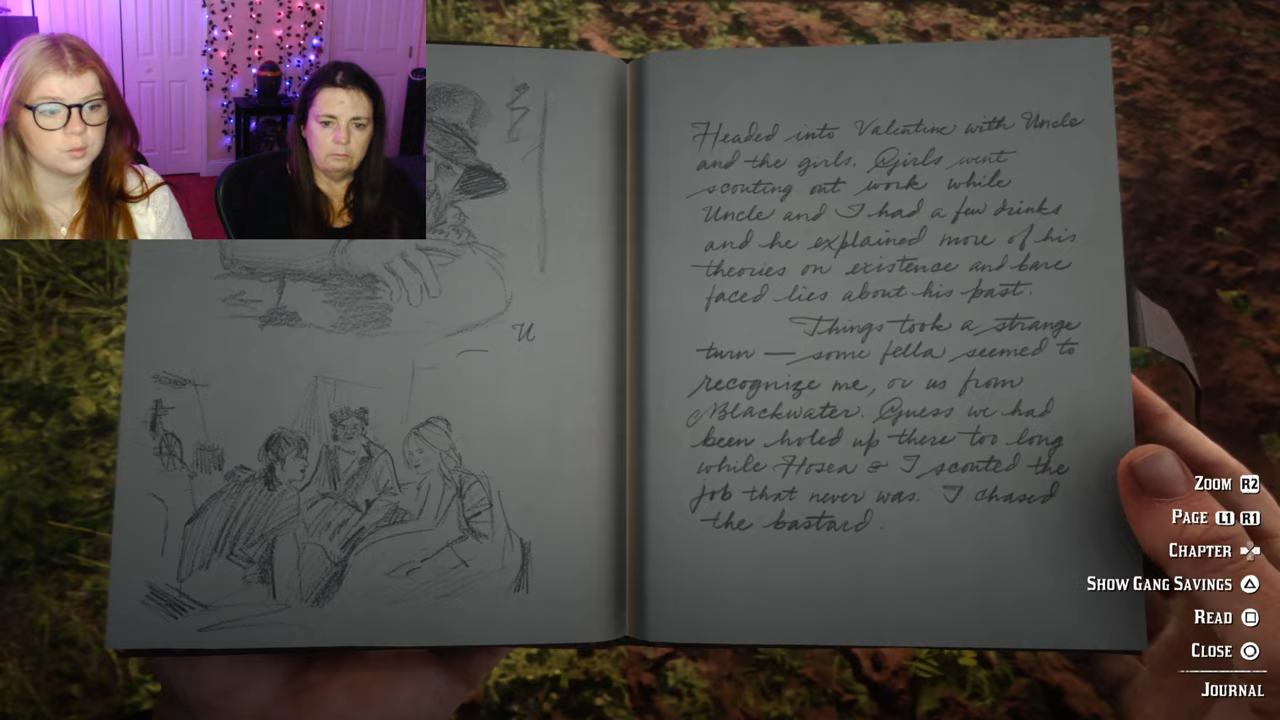 Headed into Valentine with Uncle
and the girls. Girls went
scouting out work while
Uncle and I had a few drinks
and he explained more of his
theories on existence and bare
faced lies about his past.
Things took a strange
turn — some fella seemed to
recognize me, or us from
Blackwater. Guess we had
been holed up there too long
while Hosea & I scouted the
job that never was. I chased
the bastard.
ZOOM R2
PAGE L1 R1
CHAPTER
SHOW GANG SAVINGS
READ
CLOSE
JOURNAL